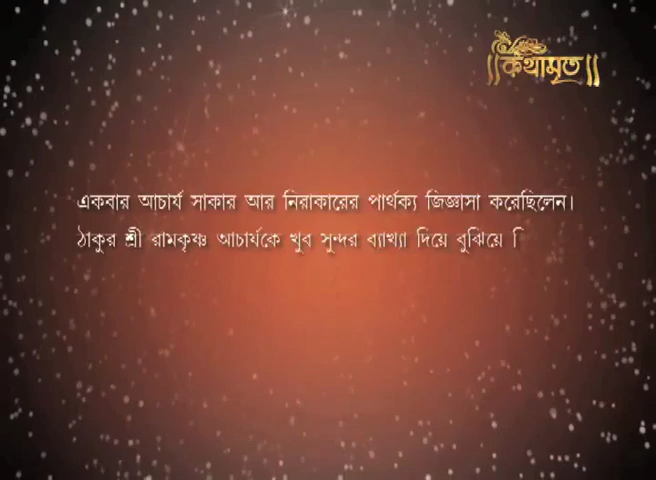 ||কথামৃত||
একবার আচার্য সাকার আর নিরাকারের পার্থক্য জিজ্ঞাসা করেছিলেন।
ঠাকুর শ্রী রামকৃষ্ণ আচার্যকে খুব সুন্দর ব্যাখ্যা দিয়ে বুঝিয়ে